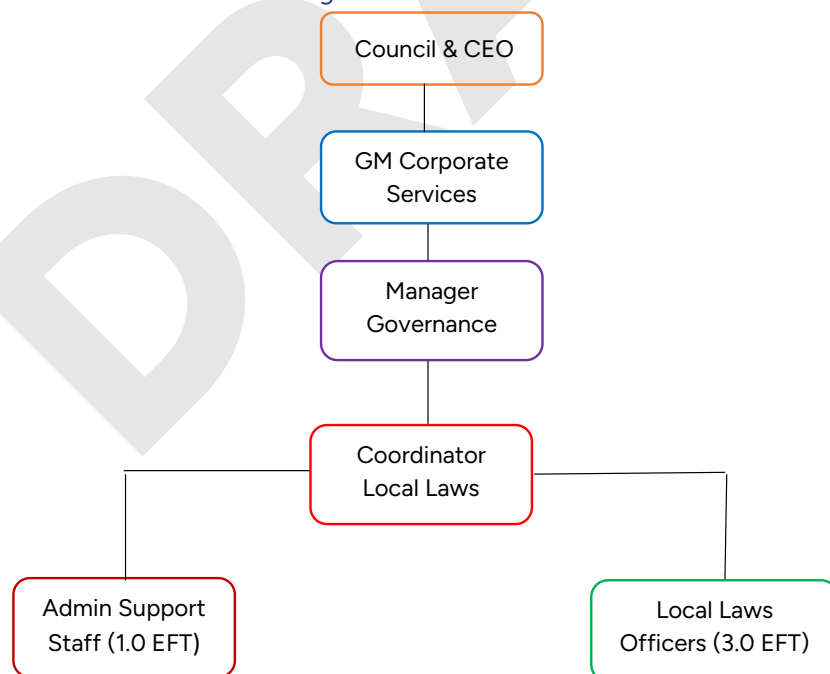 Council & CEO
GM Corporate
Services
Manager
Governance
Coordinator
Local Laws
Admin Support
Staff (1.0 EFT)
Local Laws
Officers (3.0 EFT)